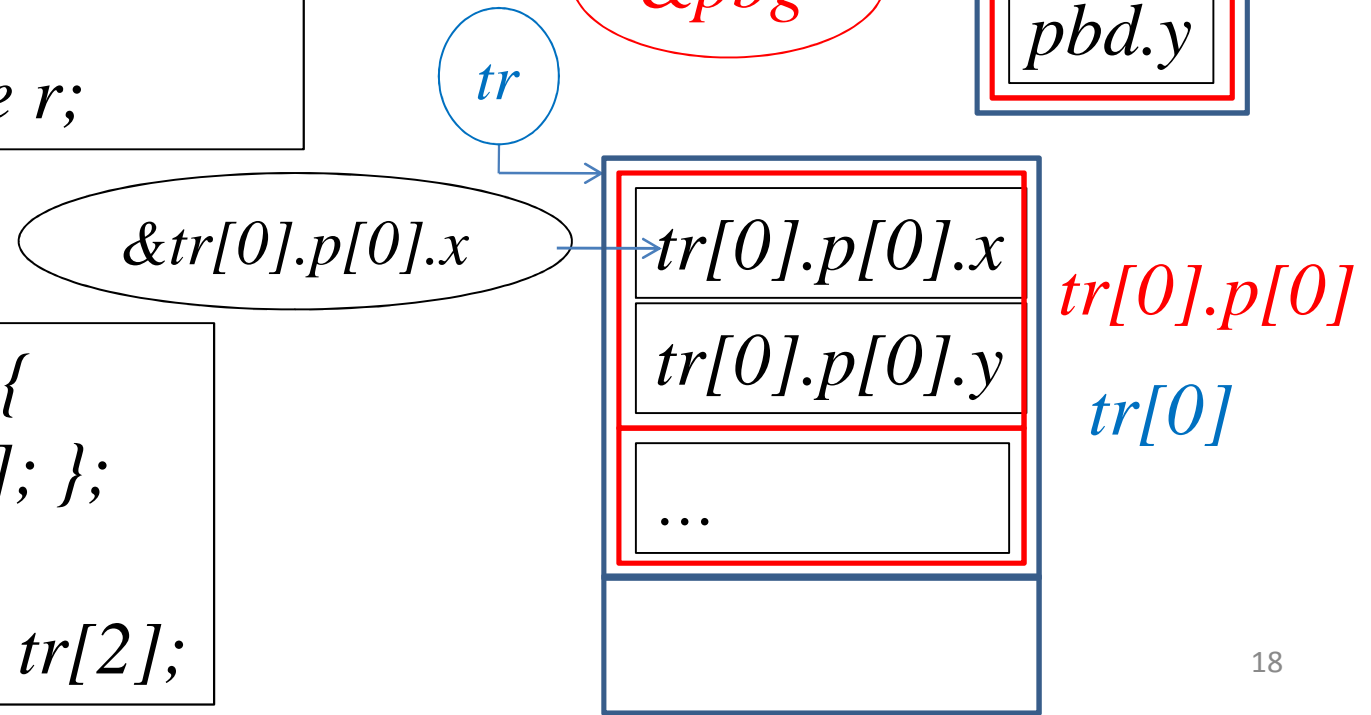 &pbg
pbd.y
tr
e r;
&tr[0].p[0].x
tr[0].p[0].x
tr[0].p[0]
{
tr[0].p[0].y
tr[0]
]; };
...
tr[2];
18